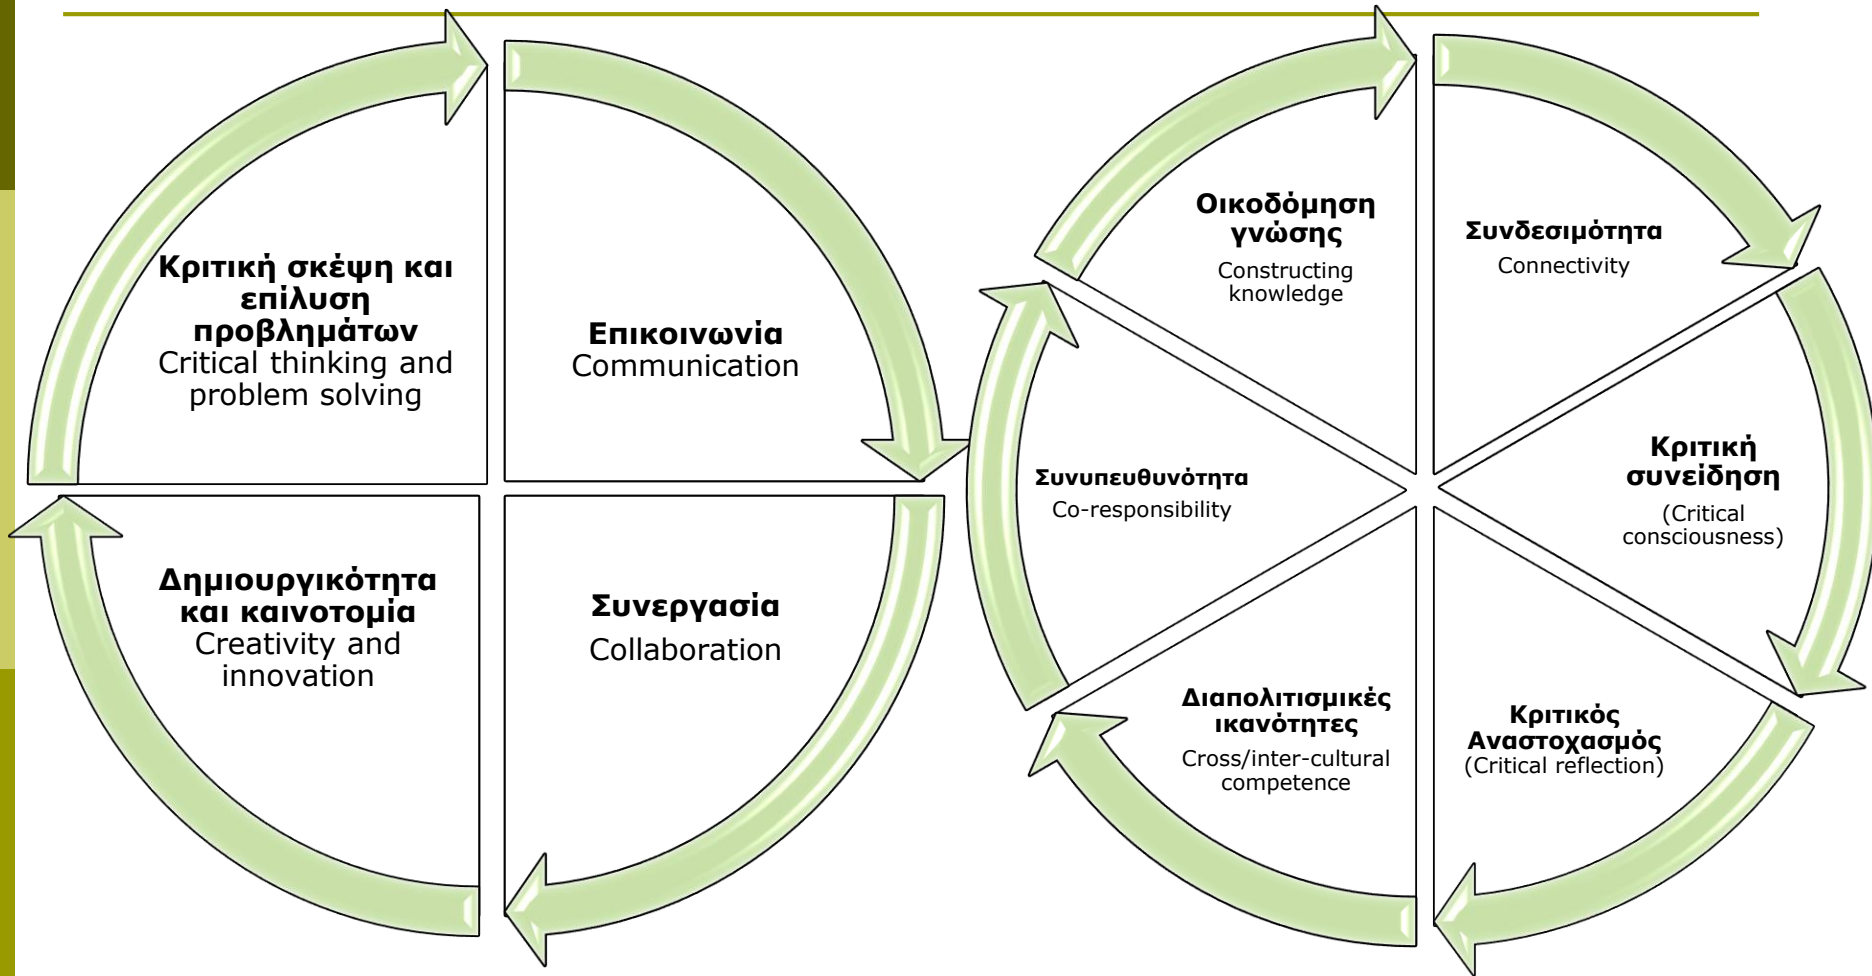 Κριτική σκέψη και
επίλυση
προβλημάτων
Critical thinking and
problem solving
Επικοινωνία
Communication
Δημιουργικότητα
και καινοτομία
Creativity and
innovation
Συνεργασία
Collaboration
Οικοδόμηση
γνώσης
Constructing
knowledge
Συνδεσιμότητα
Connectivity
Κριτική
συνείδηση
(Critical
consciousness)
Κριτικός
Αναστοχασμός
(Critical reflection)
Διαπολιτισμικές
ικανότητες
Cross/inter-cultural
competence
Συνυπευθυνότητα
Co-responsibility